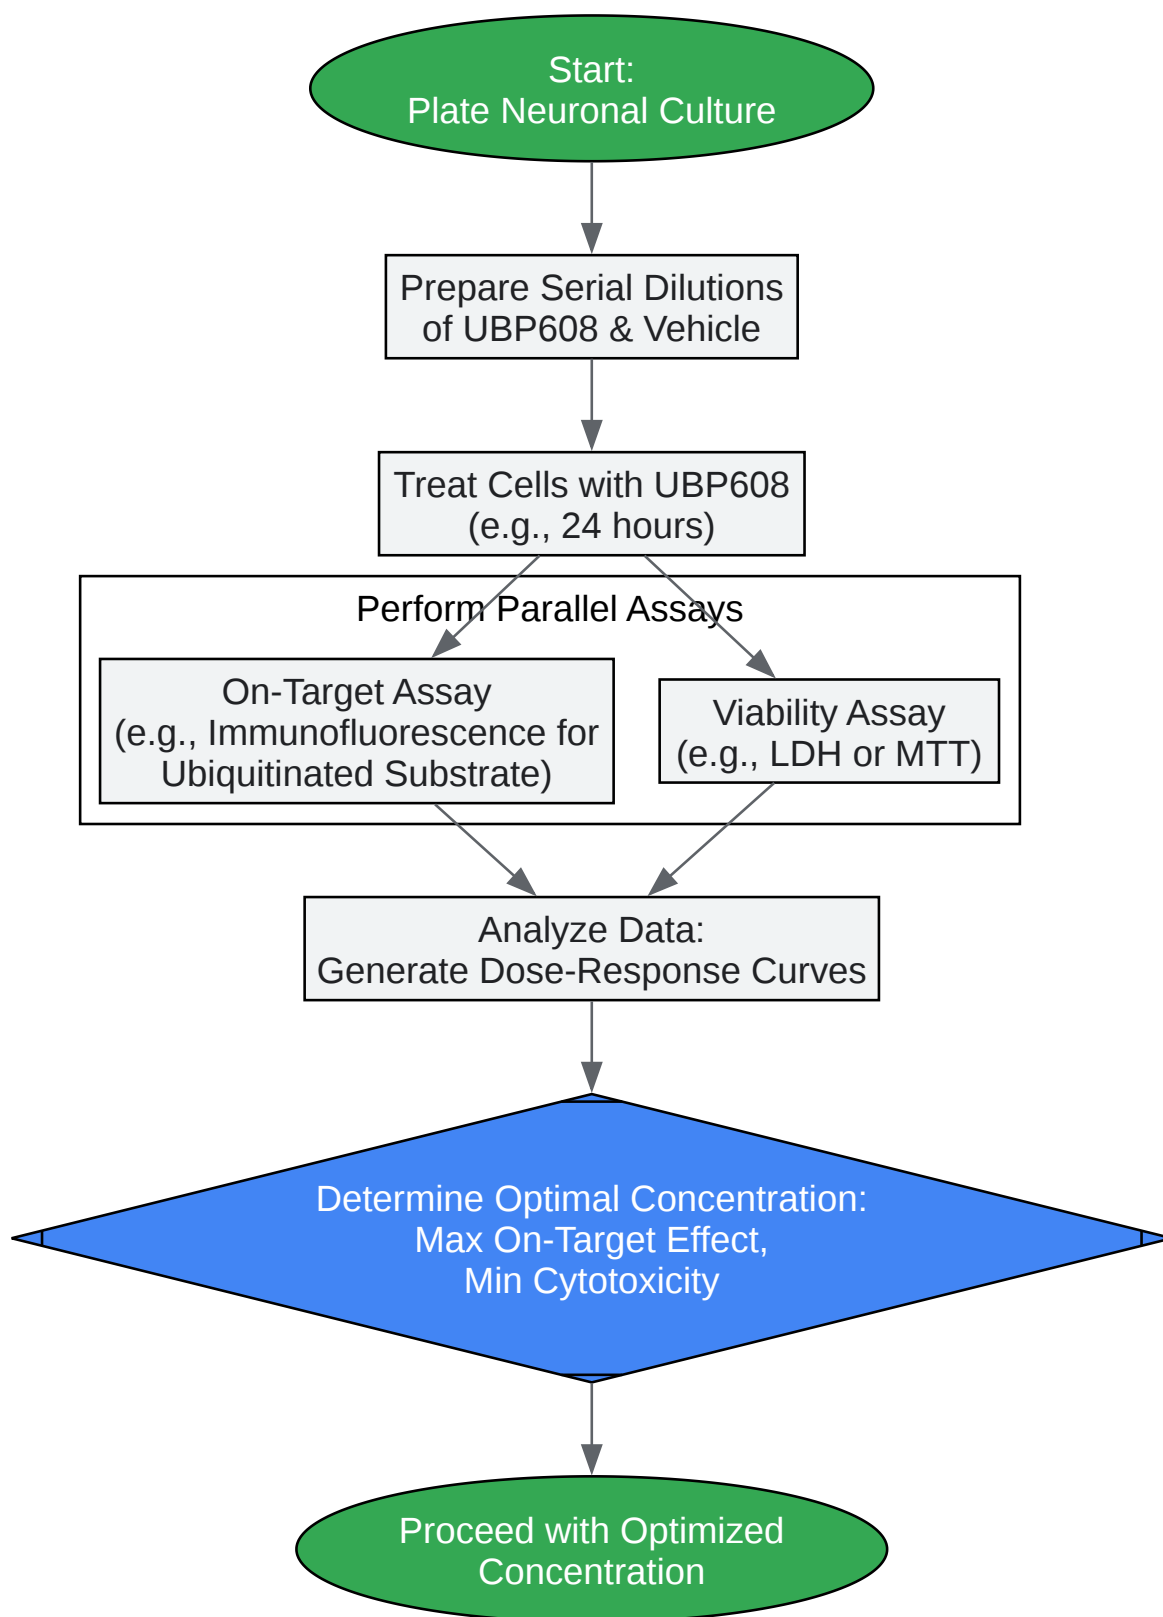 Start:
Plate Neuronal Culture
Prepare Serial Dilutions
of UBP608 & Vehicle
Treat Cells with UBP608
(e.g., 24 hours)
Perform Parallel Assays
On-Target Assay
(e.g., Immunofluorescence for
Ubiquitinated Substrate)
Viability Assay
(e.g., LDH or MTT)
Analyze Data:
Generate Dose-Response Curves
Determine Optimal Concentration:
Max On-Target Effect,
Min Cytotoxicity
Proceed with Optimized
Concentration